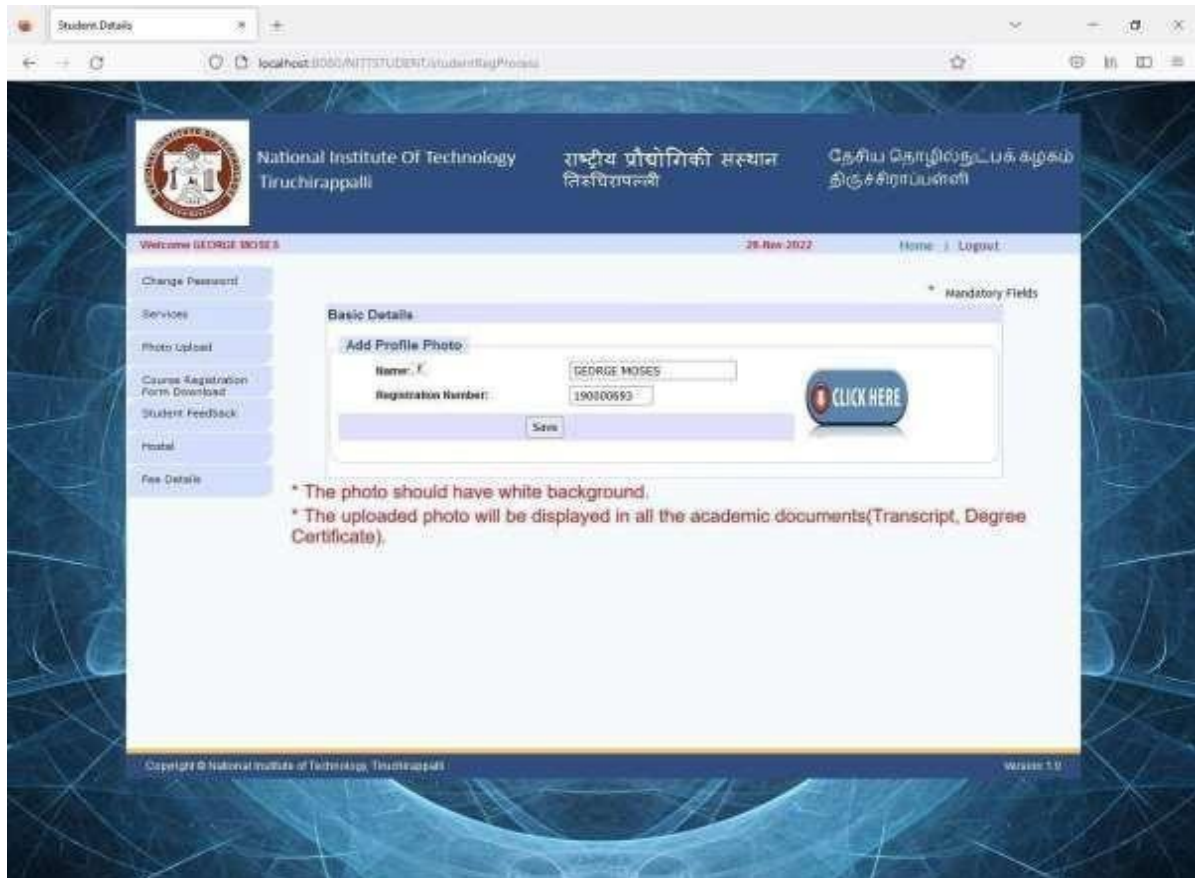 Student Details
localhost:8080/NITTSTUDENT/studentRegProcess
National Institute Of Technology
Tiruchirappalli
राष्ट्रीय प्रौद्योगिकी संस्थान
तिरुचिरापल्ली
தேசிய தொழில்நுட்பக் கழகம்
திருச்சிராப்பள்ளி
Welcome GEORGE MOSES
-Nov-2022
Home | Logout
Change Password
Services
Photo Upload
Course Registration
Form Download
Student Feedback
Hostel
Fee Details
* Mandatory Fields
Basic Details
Add Profile Photo
Name: *
GEORGE MOSES
Registration Number:
190000693
CLICK HERE
Save
* The photo should have white background.
* The uploaded photo will be displayed in all the academic documents(Transcript, Degree
Certificate).
Copyright © National Institute of Technology, Tiruchirappalli
Version 1.0